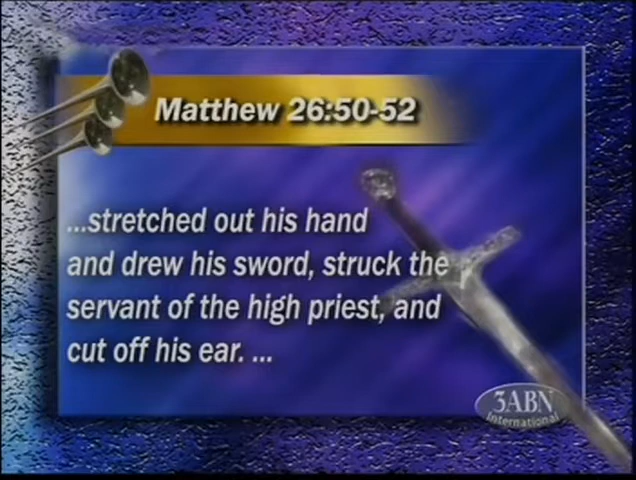 Matthew 26:50-52
...stretched out his hand
and drew his sword, struck the
servant of the high priest, and
cut off his ear. ...
3ABN
International